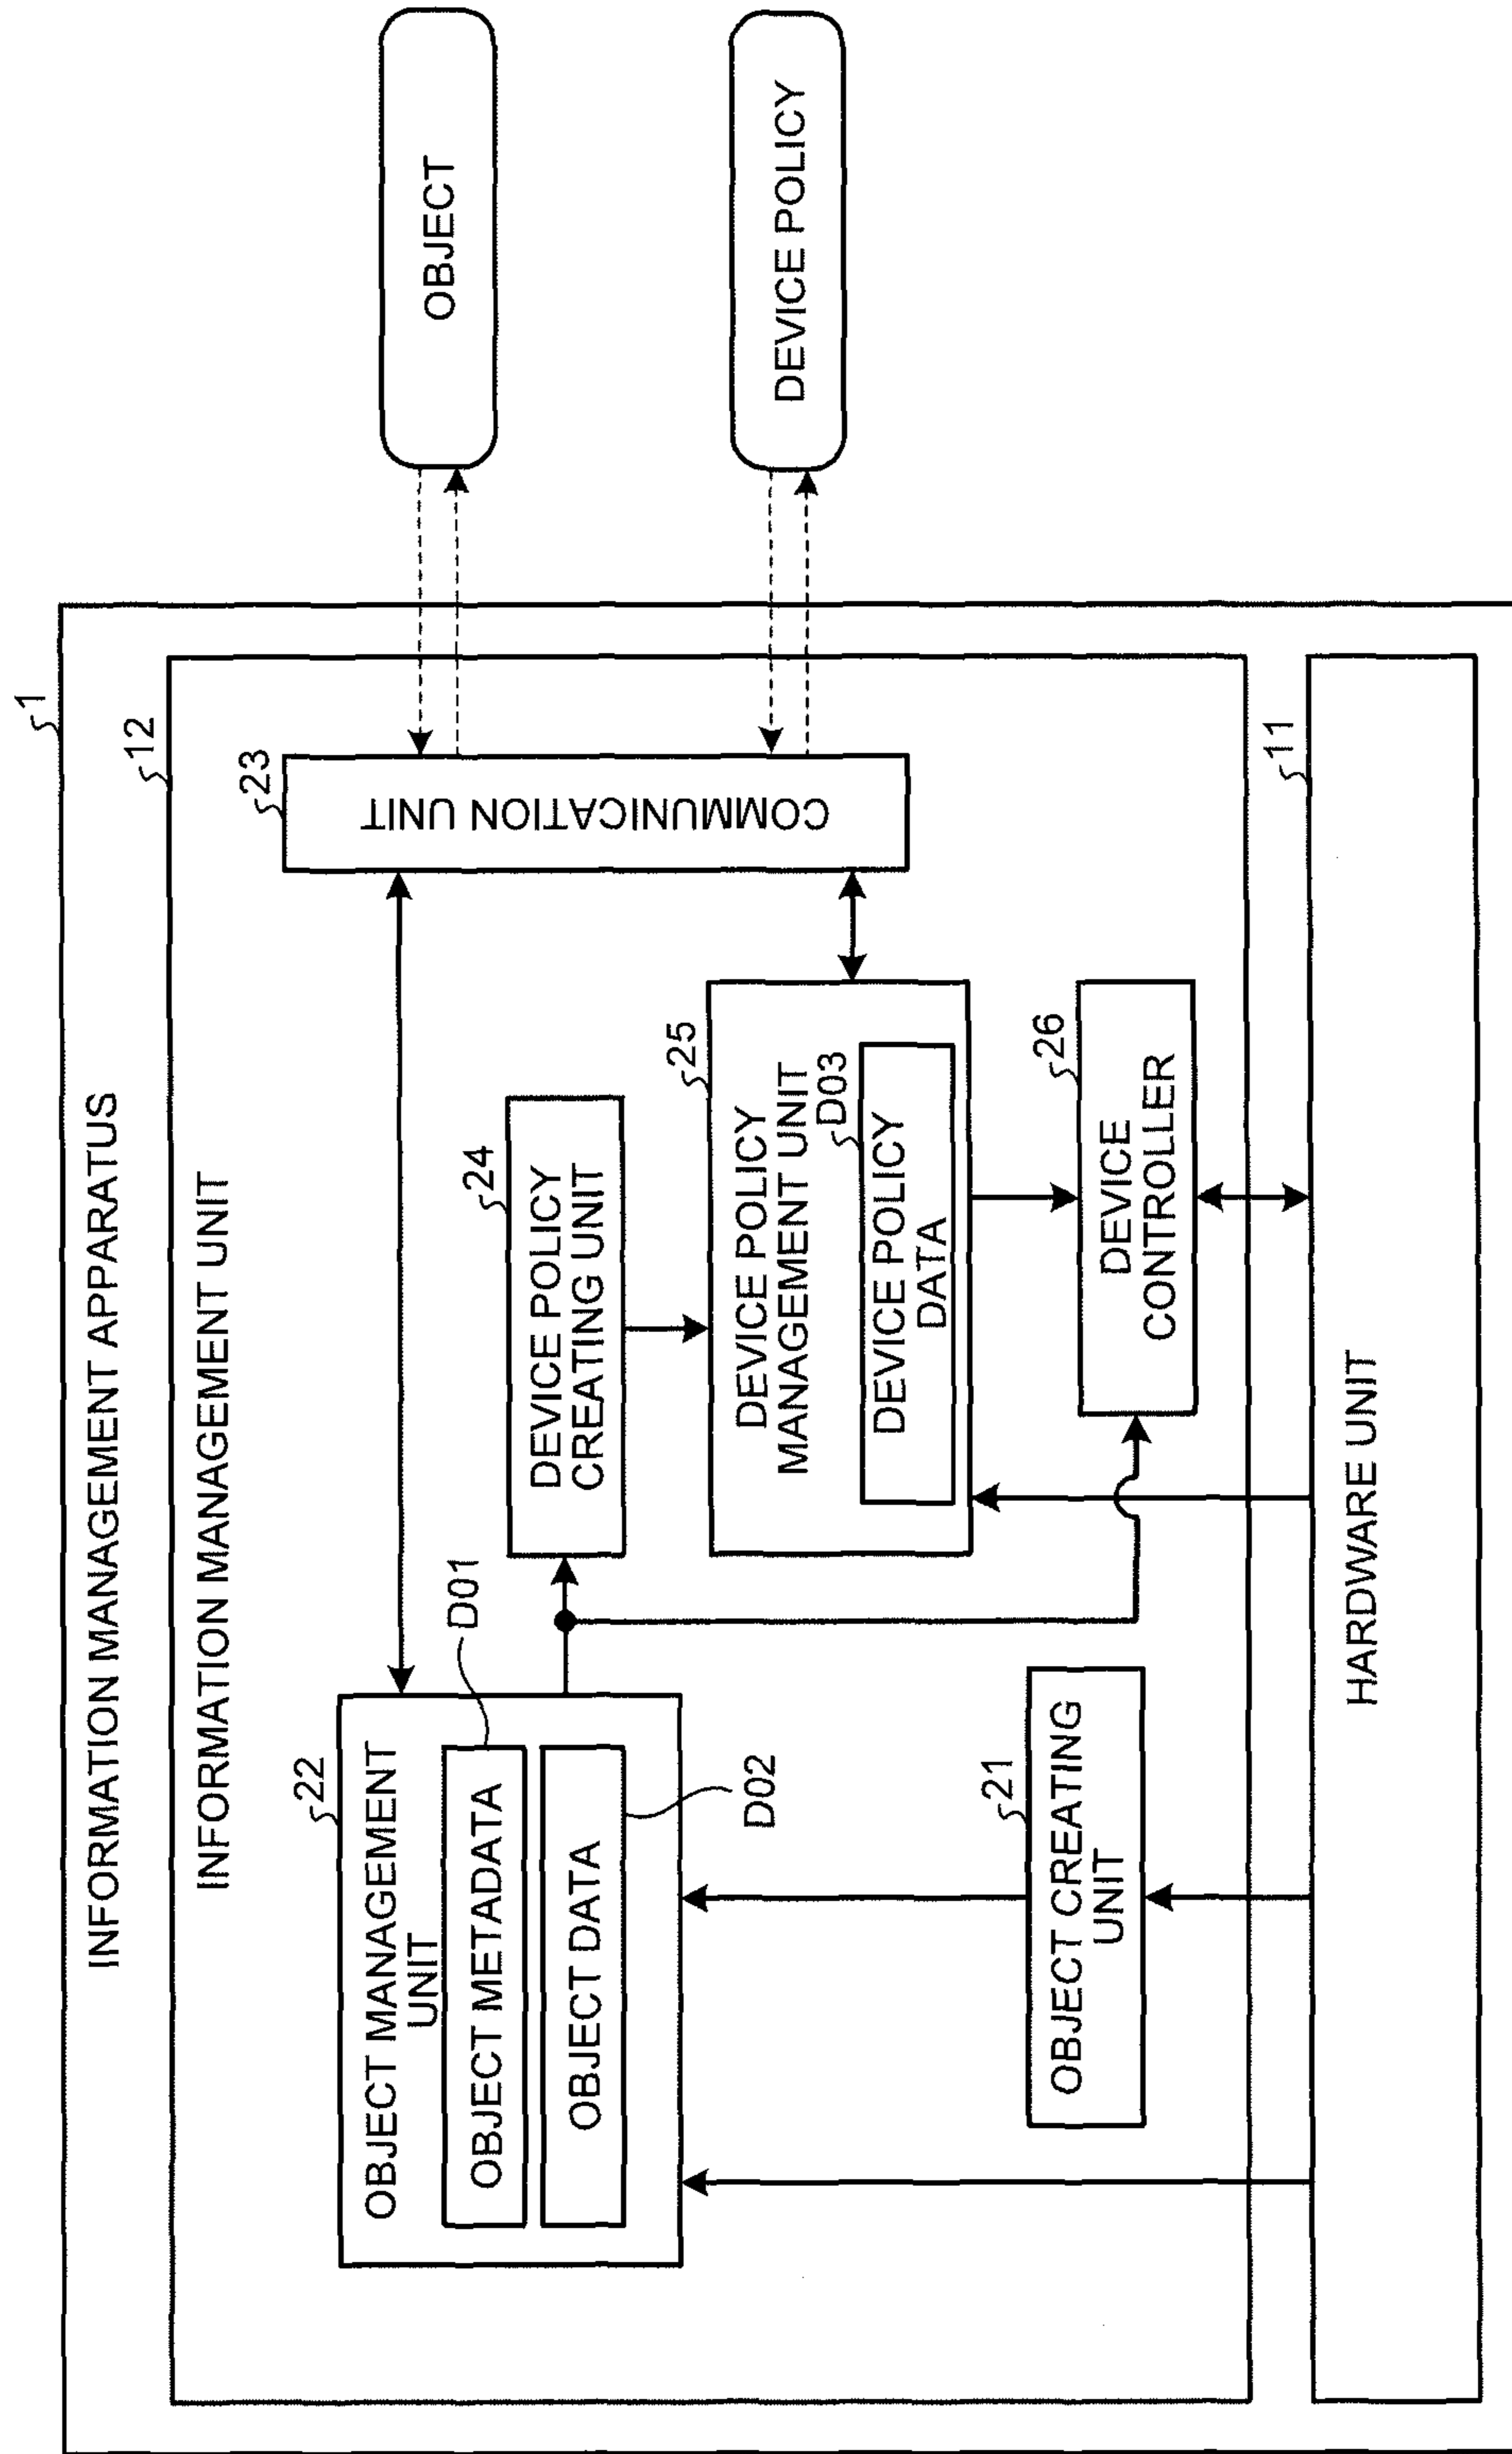 INFORMATION MANAGEMENT APPARATUS
1
INFORMATION MANAGEMENT UNIT
12
22
OBJECT MANAGEMENT
UNIT
OBJECT METADATA
D01
OBJECT DATA
D02
23
COMMUNICATION UNIT
OBJECT
24
DEVICE POLICY
CREATING UNIT
25
DEVICE POLICY
MANAGEMENT UNIT
D03
DEVICE POLICY
DATA
DEVICE POLICY
21
OBJECT CREATING
UNIT
26
DEVICE
CONTROLLER
11
HARDWARE UNIT